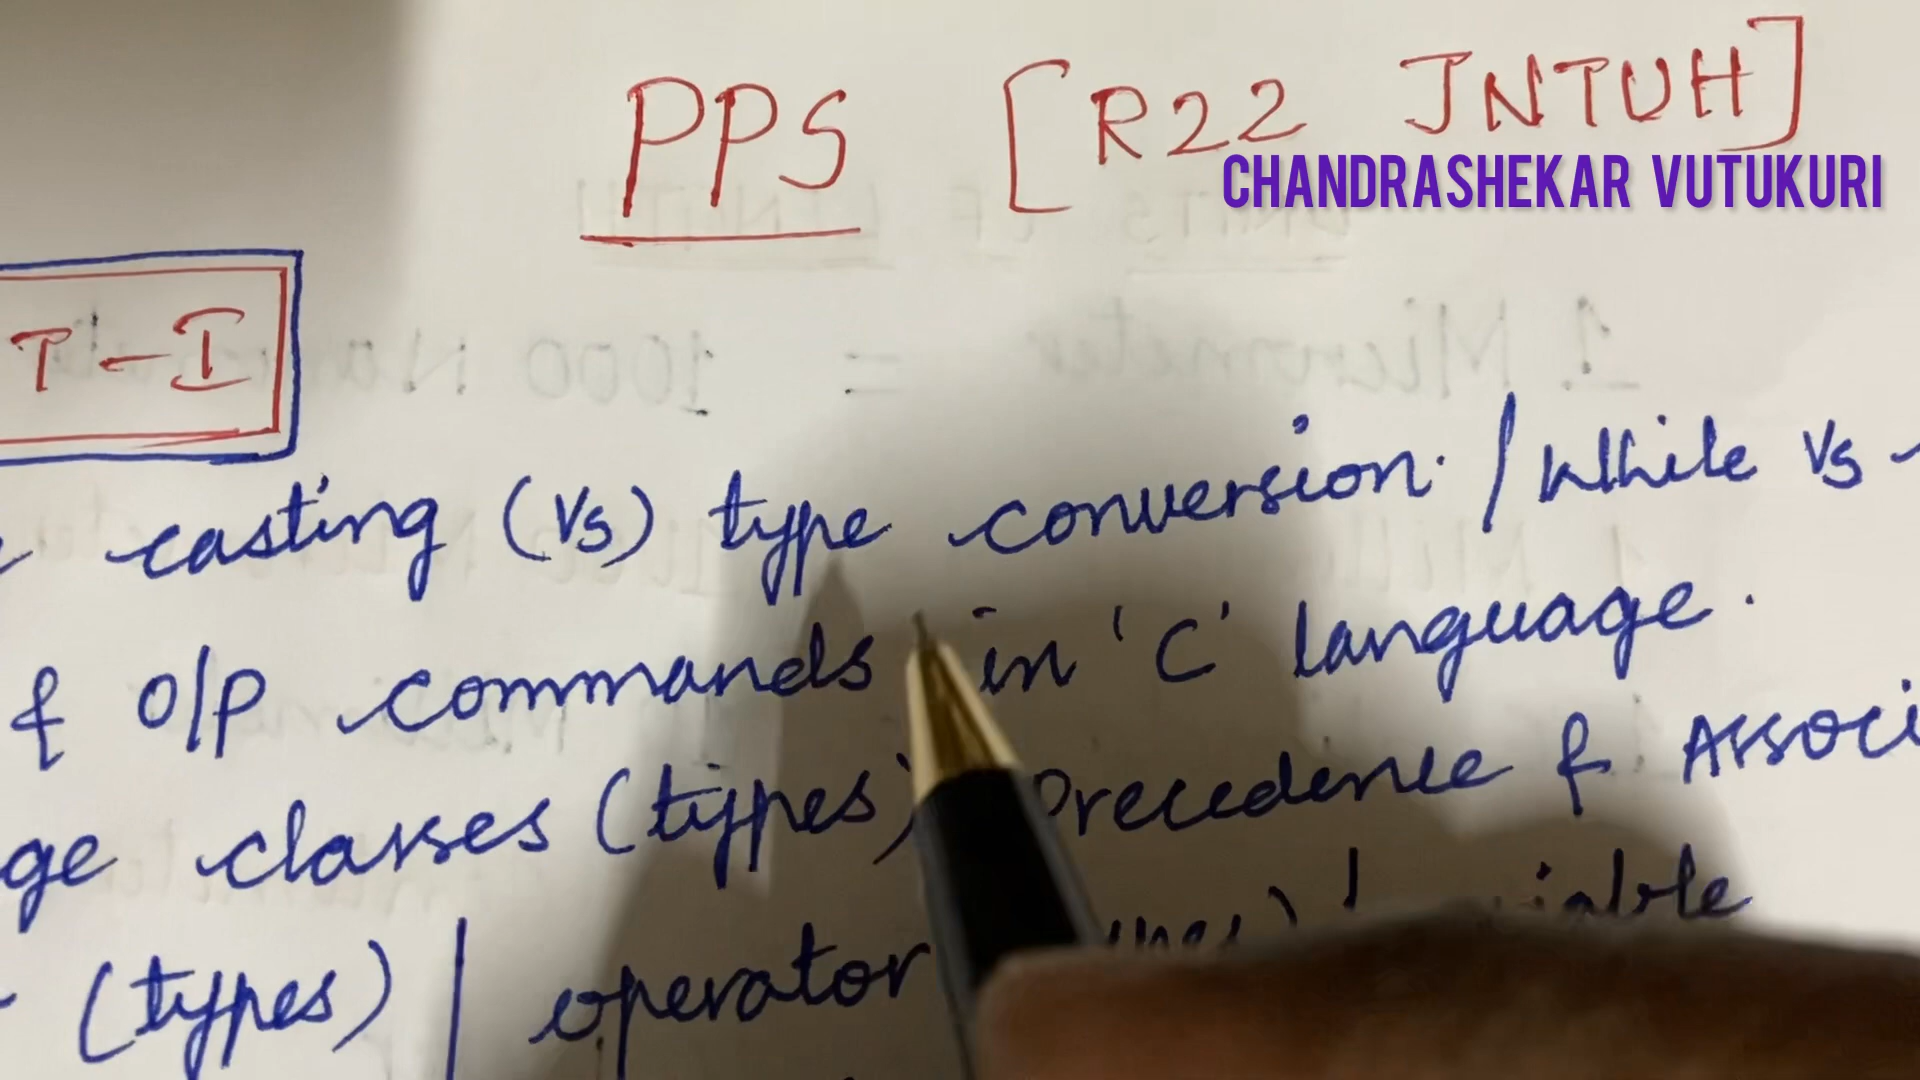 PPS [R22 JNTUH]
CHANDRASHEKAR VUTUKURI
T-I
casting (Vs) type conversion. / While Vs
& O/P commands in 'C' language.
ge classes (types) Precedence & Associ
(types) | operator